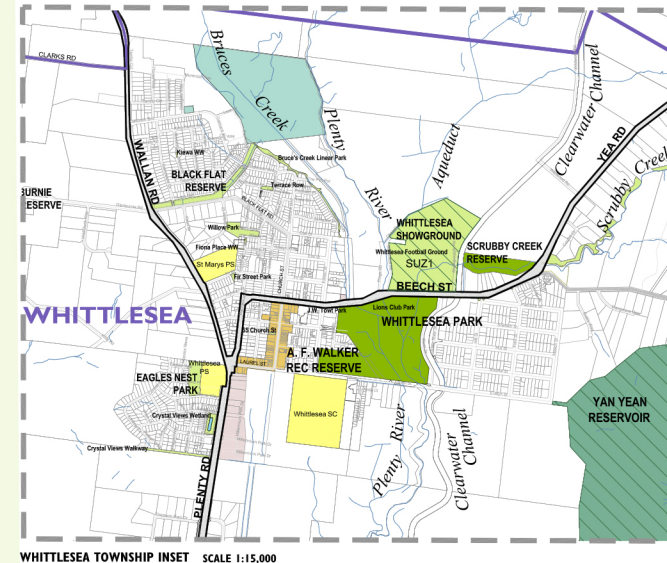 CLARKS RD
Bruces
Creek
Plenty
River
Aqueduct
Clearwater Channel
YEA RD
Scrubby Creek
WALLAN RD
Kiewa WW
Bruce's Creek Linear Park
BLACK FLAT
RESERVE
Terrace Row
BURNIE
RESERVE
BLACK FLAT RD
Willow Park
WHITTLESEA
SHOWGROUND
Fiona Place WW
Whittlesea Football Ground
SCRUBBY CREEK
RESERVE
St Marys PS
SUZ1
Fir Street Park
CHURCH ST
BEECH ST
WHITTLESEA
J.W. Towt Park
Lions Club Park
WHITTLESEA PARK
55 Church St
A. F. WALKER
REC RESERVE
LAUREL ST
Whittlesea
PS
EAGLES NEST
PARK
YAN YEAN
RESERVOIR
Crystal Views Wetland
Whittlesea SC
Plenty River
Clearwater
Channel
Crystal Views Walkway
PLENTY RD
WHITTLESEA TOWNSHIP INSET SCALE 1:15,000